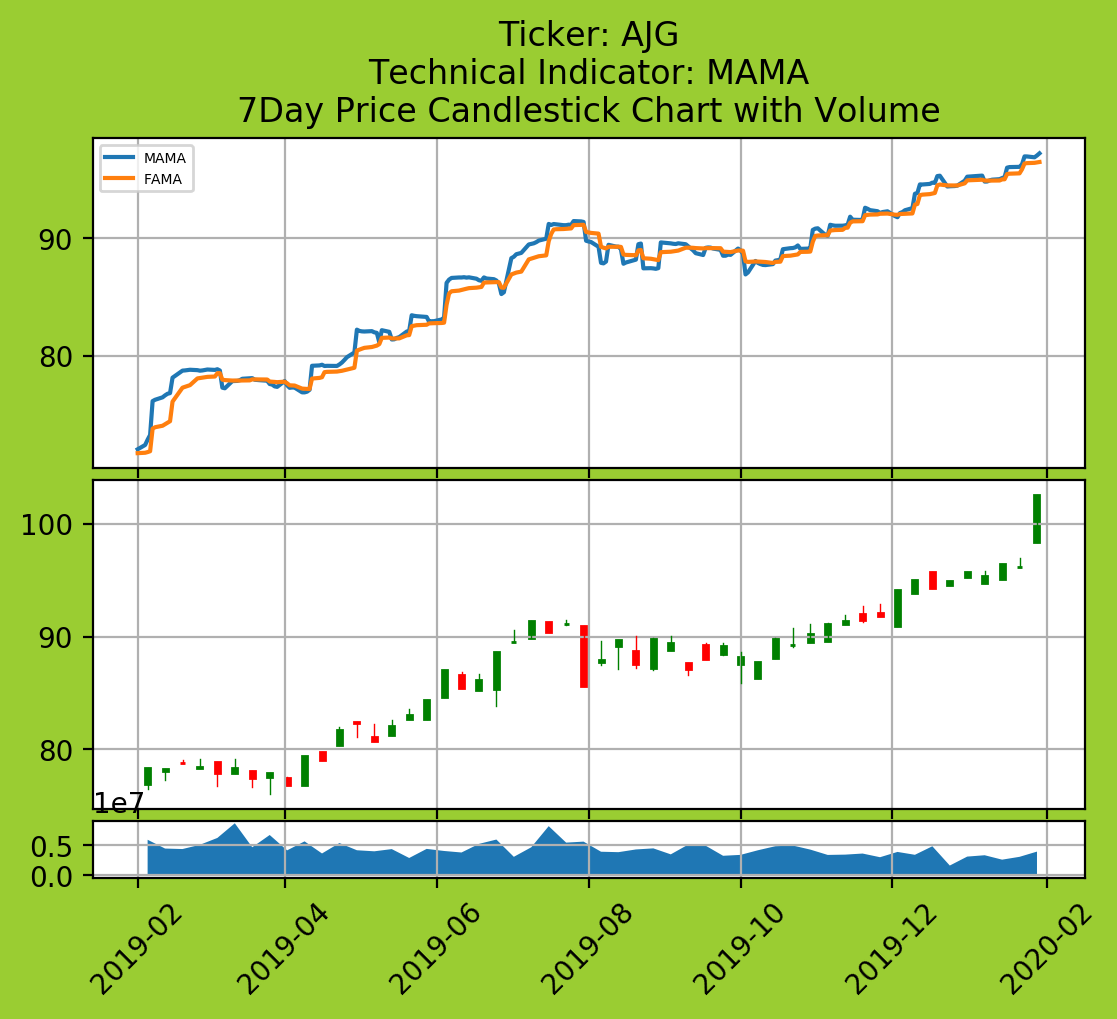 Ticker: AJG
Technical Indicator: MAMA
7Day Price Candlestick Chart with Volume
MAMA
FAMA
90
80
100
90
80
1e7
0.5
0.0
2019-02
2019-04
2019-06
2019-08
2019-10
2019-12
2020-02